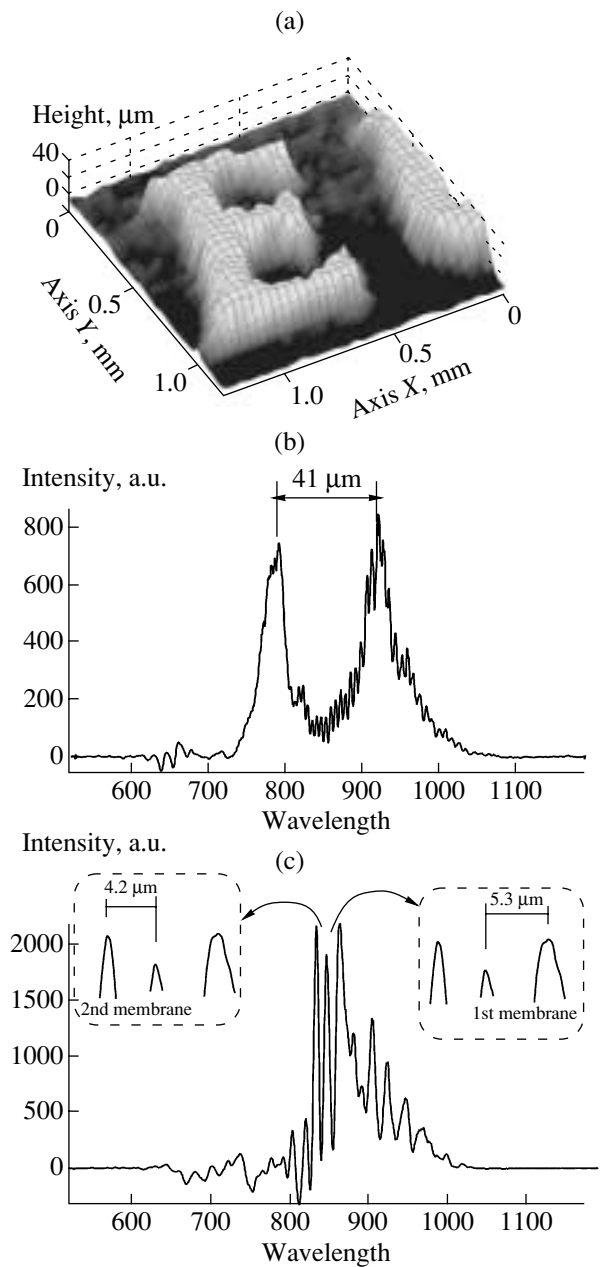 (a)
Height, μm
40
0
0
0.5
1.0
Axis Y, mm
0
0.5
1.0
Axis X, mm
(b)
Intensity, a.u.
41 μm
800
600
400
200
0
600 700 800 900 1000 1100
Wavelength
Intensity, a.u.
(c)
4.2 μm
2nd membrane
5.3 μm
1st membrane
2000
1500
1000
500
0
600 700 800 900 1000 1100
Wavelength